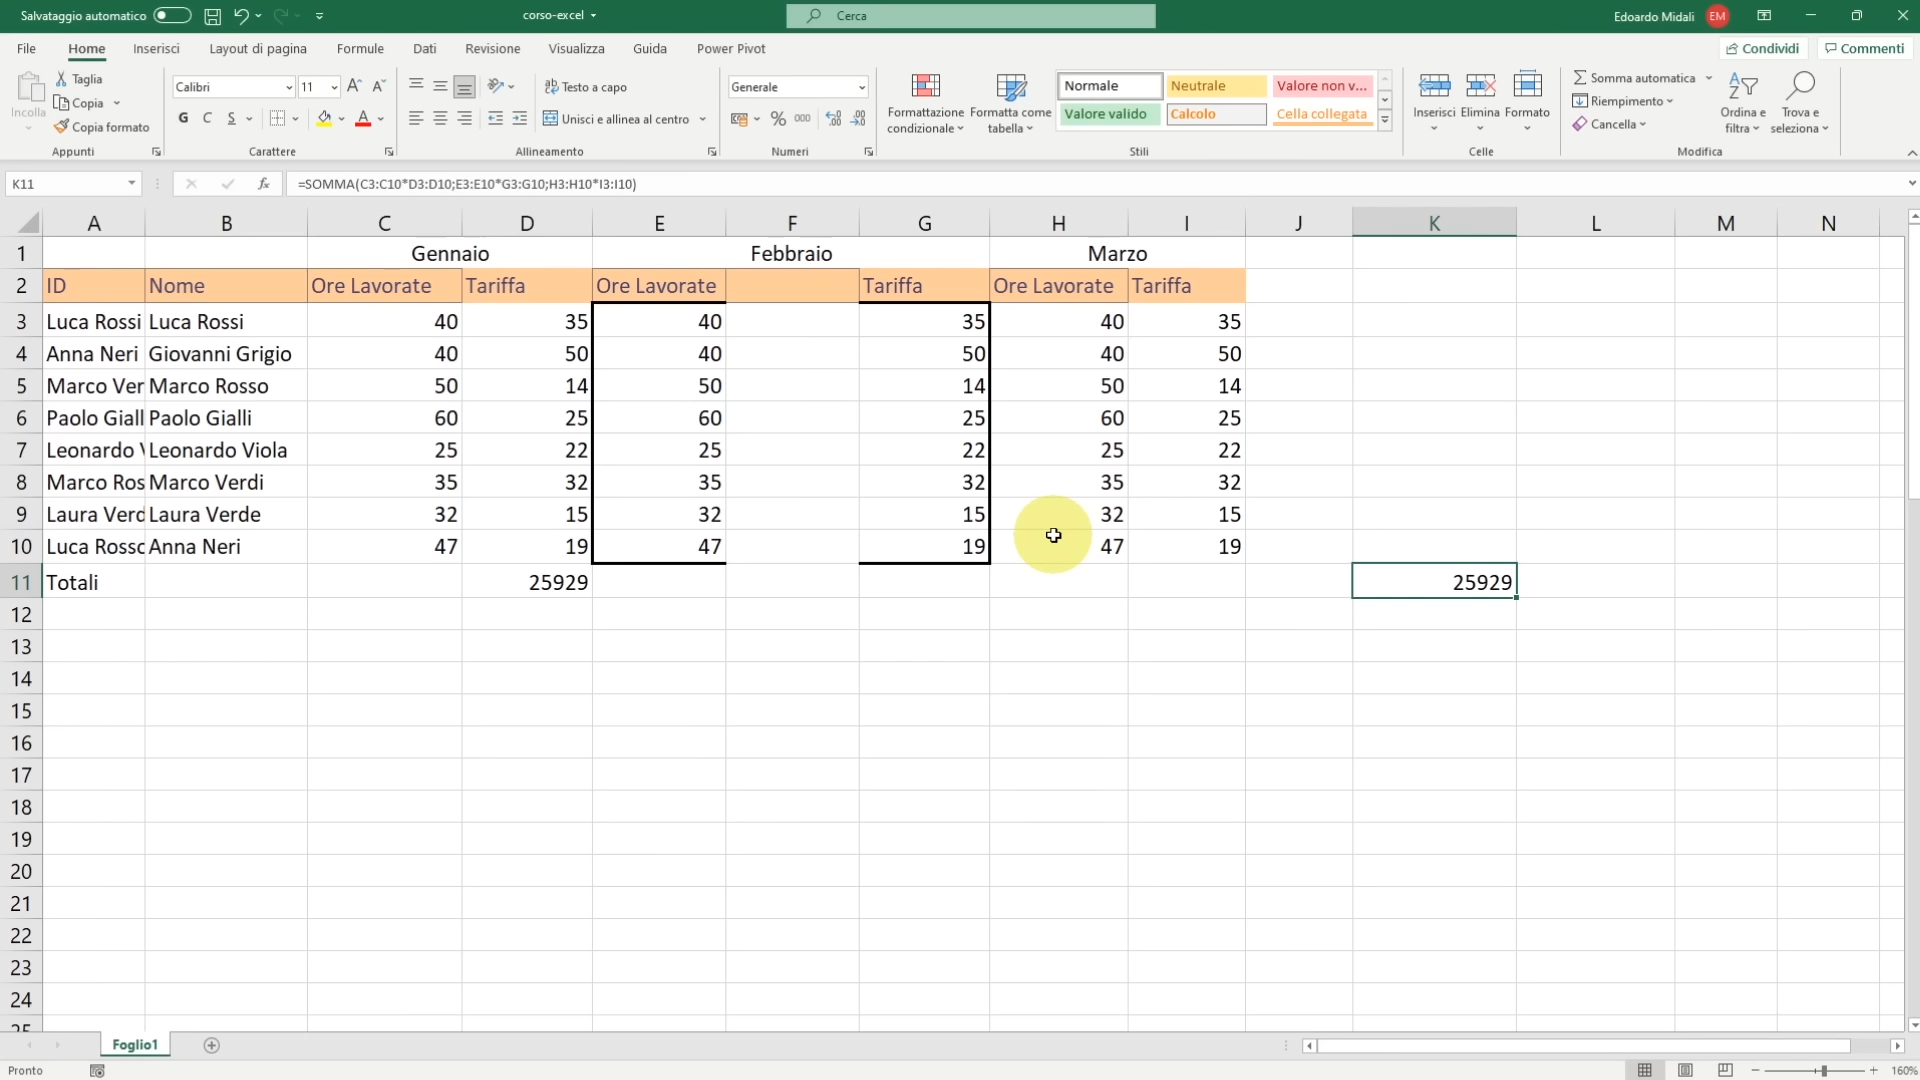 Salvataggio automatico
corso-excel
Cerca
Edoardo Midali
EM
File Home Inserisci Layout di pagina Formule Dati Revisione Visualizza Guida Power Pivot
Condividi
Commenti
Incolla
Taglia
Copia
Copia formato
Appunti
Calibri 11
G C S
Carattere
Testo a capo
Unisci e allinea al centro
Allineamento
Generale
% 000
Numeri
Formattazione condizionale
Formatta come tabella
Normale Neutrale Valore non v...
Valore valido Calcolo Cella collegata
Stili
Inserisci Elimina Formato
Celle
Somma automatica
Riempimento
Cancella
Ordina e filtra
Trova e seleziona
Modifica
K11
fx
=SOMMA(C3:C10*D3:D10;E3:E10*G3:G10;H3:H10*I3:I10)
A B C D E F G H I J K L M N
1 Gennaio Febbraio Marzo
2 ID Nome Ore Lavorate Tariffa Ore Lavorate Tariffa Ore Lavorate Tariffa
3 Luca Rossi Luca Rossi 40 35 40 35 40 35
4 Anna Neri Giovanni Grigio 40 50 40 50 40 50
5 Marco Ver Marco Rosso 50 14 50 14 50 14
6 Paolo Giall Paolo Gialli 60 25 60 25 60 25
7 Leonardo V Leonardo Viola 25 22 25 22 25 22
8 Marco Ros Marco Verdi 35 32 35 32 35 32
9 Laura Verd Laura Verde 32 15 32 15 32 15
10 Luca Rosso Anna Neri 47 19 47 19 47 19
11 Totali 25929 25929
12
13
14
15
16
17
18
19
20
21
22
23
24
25
Foglio1
Pronto
160%